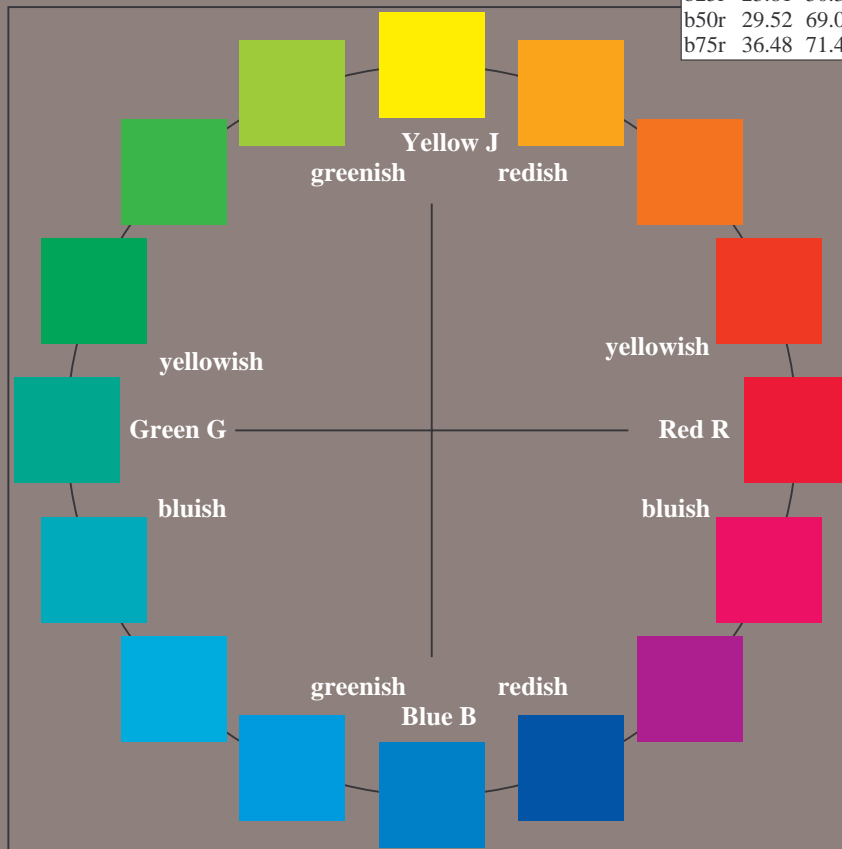 b50r 29.52 69.0
b75r 36.48 71.4
Yellow J
greenish redish
yellowish
yellowish
Green G
Red R
bluish
bluish
greenish redish
Blue B